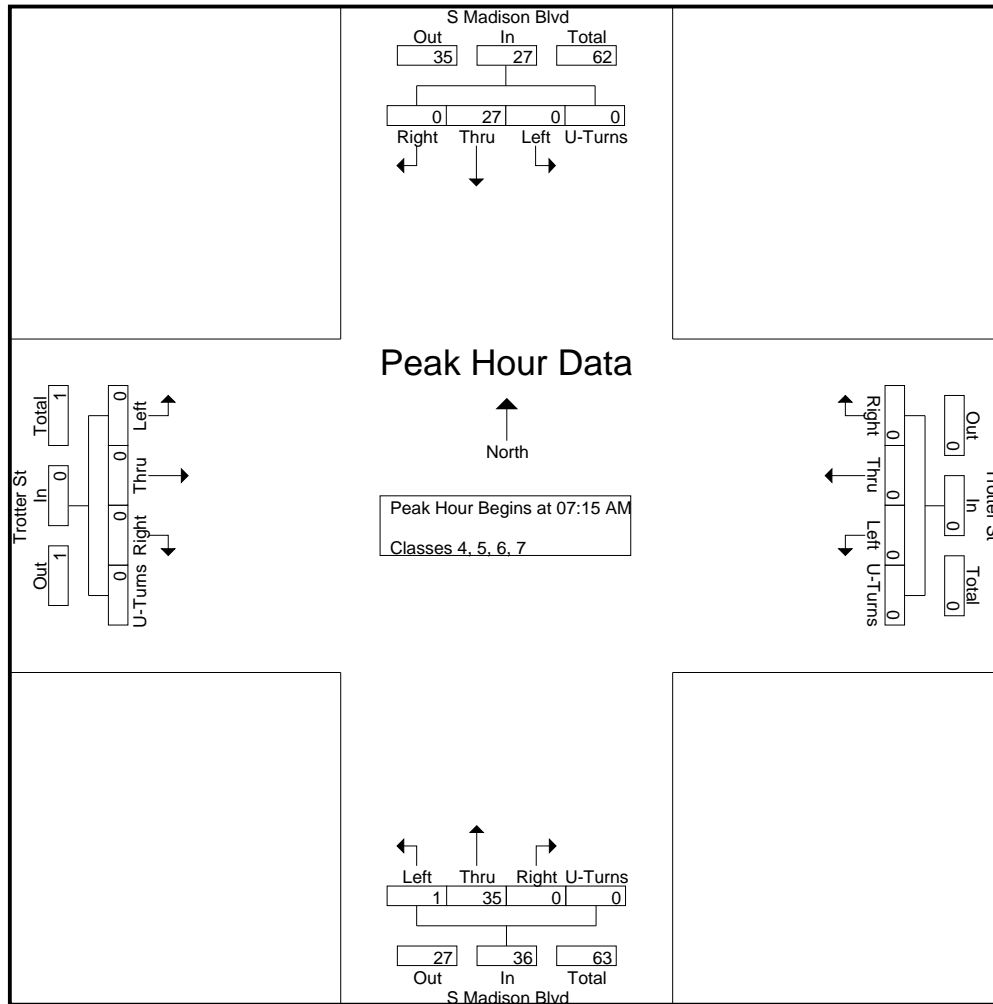 S Madison Blvd
Out In Total
35 27 62
0 27 0 0
Right Thru Left U-Turns
Peak Hour Data
North
Peak Hour Begins at 07:15 AM
Classes 4, 5, 6, 7
Trotter St
Out In Total
1 0 1
U-Turns Right Thru Left
0 0 0 0
Trotter St
Out In Total
0 0 0
Right Thru Left U-Turns
0 0 0 0
Left Thru Right U-Turns
1 35 0 0
27 36 63
Out In Total
S Madison Blvd